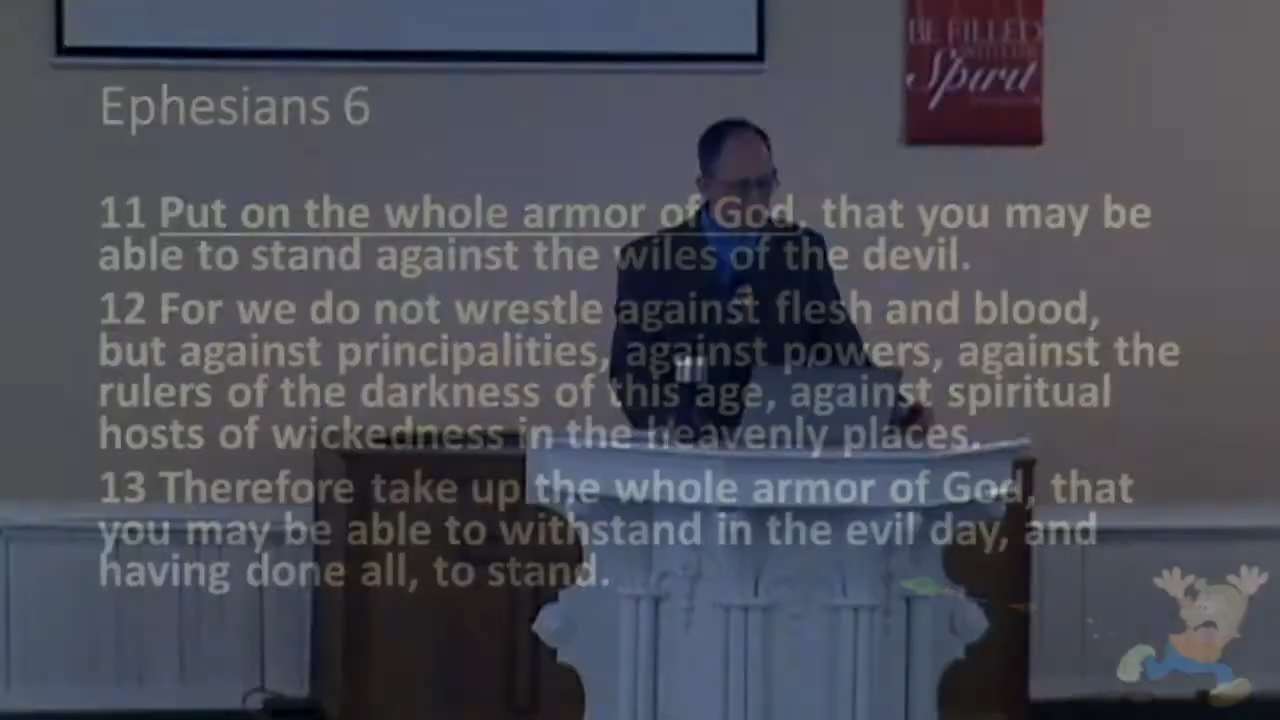 BE FILLED
WITH THE
Spirit
Ephesians 6
11 Put on the whole armor of God, that you may be
able to stand against the wiles of the devil.
12 For we do not wrestle against flesh and blood,
but against principalities, against powers, against the
rulers of the darkness of this age, against spiritual
hosts of wickedness in the heavenly places.
13 Therefore take up the whole armor of God, that
you may be able to withstand in the evil day, and
having done all, to stand.